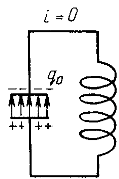 i = 0
q₀
++ ++